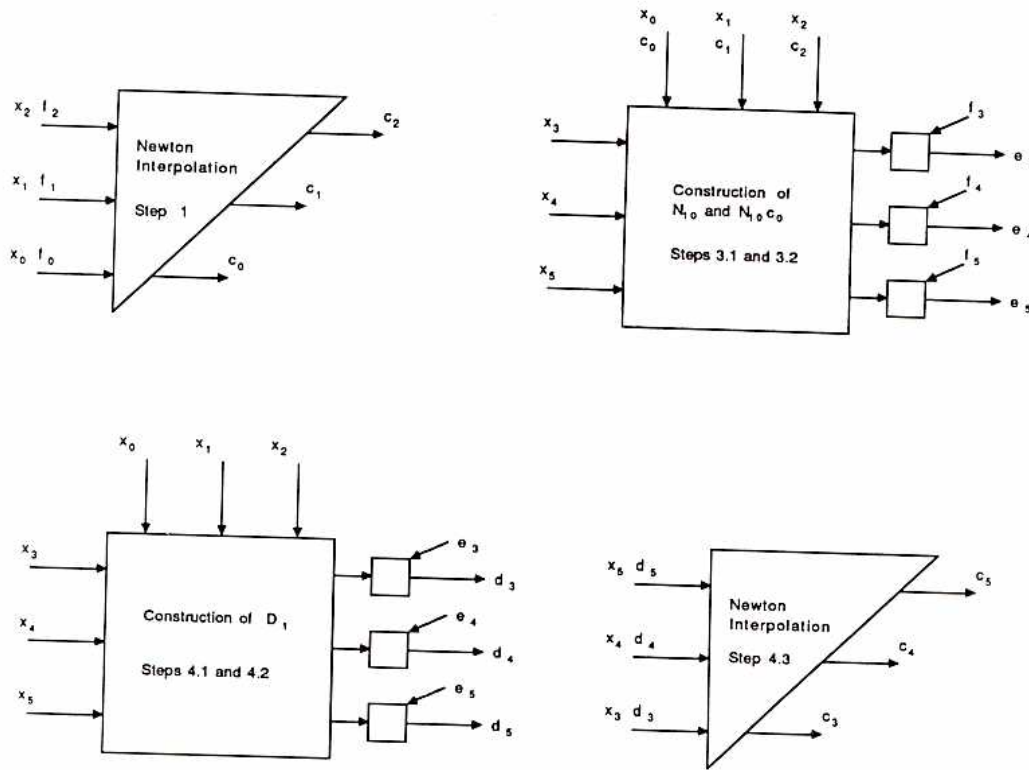 x₂ f₂
x₁ f₁
x₀ f₀
Newton
Interpolation
Step 1
c₂
c₁
c₀
x₀ x₁ x₂
c₀ c₁ c₂
x₃
x₄
x₅
Construction of
N₁₀ and N₁₀c₀
Steps 3.1 and 3.2
f₃
e
f₄
e
f₅
e₅
x₀ x₁ x₂
x₃
x₄
x₅
Construction of D₁
Steps 4.1 and 4.2
e₃
d₃
e₄
d₄
e₅
d₅
x₅ d₅
x₄ d₄
x₃ d₃
Newton
Interpolation
Step 4.3
c₅
c₄
c₃